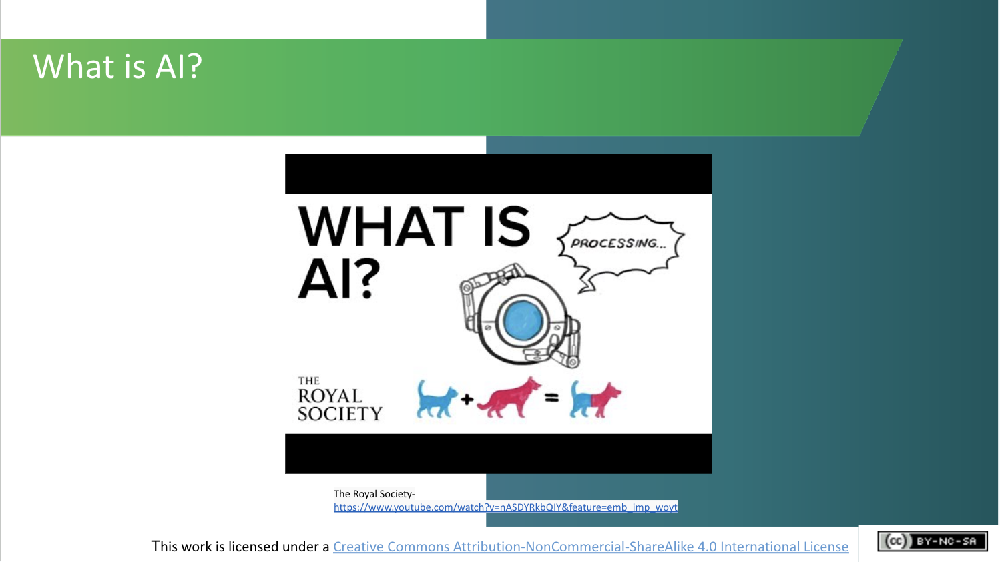 What is AI?
WHAT IS
AI?
PROCESSING...
THE
ROYAL
SOCIETY
The Royal Society-
https://www.youtube.com/watch?v=nASDYRkbQIY&feature=emb_imp_woyt
This work is licensed under a Creative Commons Attribution-NonCommercial-ShareAlike 4.0 International License
cc BY-NC-SA